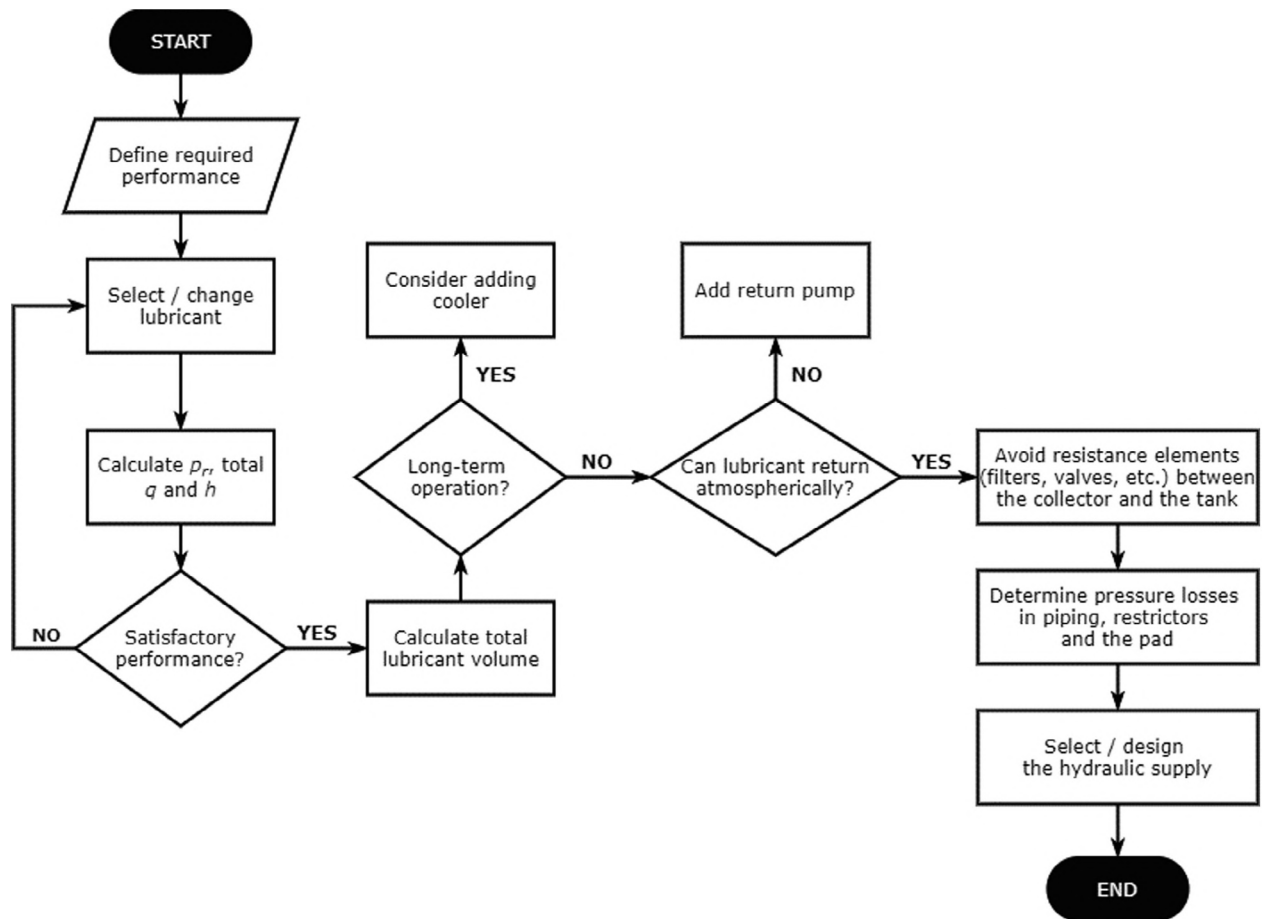 START
Define required
performance
Select / change
lubricant
Calculate pr, total
q and h
Satisfactory
performance?
NO
YES
Calculate total
lubricant volume
Long-term
operation?
YES
Consider adding
cooler
NO
Can lubricant return
atmospherically?
NO
Add return pump
YES
Avoid resistance elements
(filters, valves, etc.) between
the collector and the tank
Determine pressure losses
in piping, restrictors
and the pad
Select / design
the hydraulic supply
END